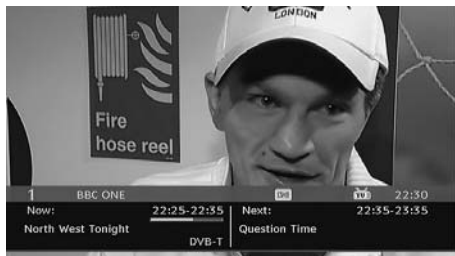 LONDON
Fire
hose reel
1 BBC ONE 22:30
Now: 22:25-22:35 Next: 22:35-23:35
North West Tonight Question Time
DVB-T